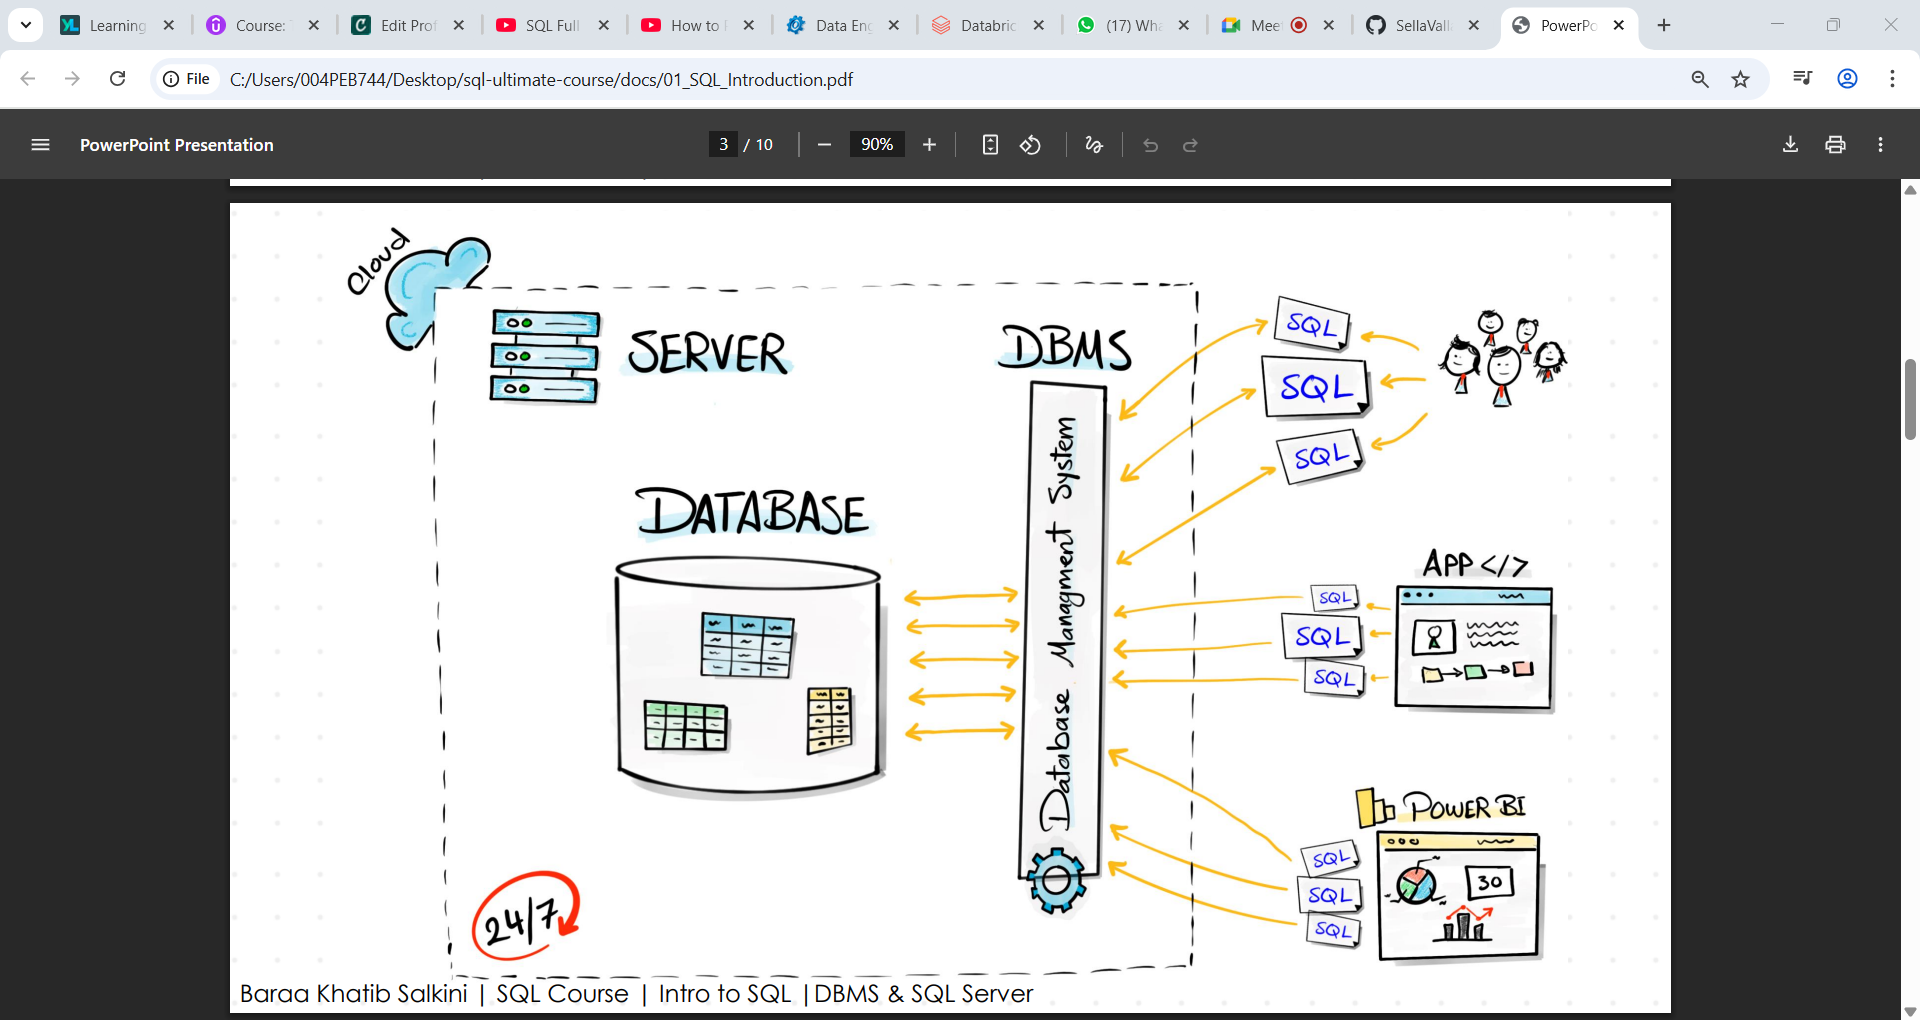 Learning
Course:
Edit Prof
SQL Full
How to
Data Eng
Databric
(17) Wha
Meet
SellaVall
PowerPo
File
C:/Users/004PEB744/Desktop/sql-ultimate-course/docs/01_SQL_Introduction.pdf
PowerPoint Presentation
3 / 10
90%
Cloud
SERVER
DBMS
SQL
SQL
SQL
DATABASE
Database Managment System
APP </>
SQL
SQL
SQL
POWER BI
30
SQL
SQL
SQL
24/7
Baraa Khatib Salkini | SQL Course | Intro to SQL | DBMS & SQL Server